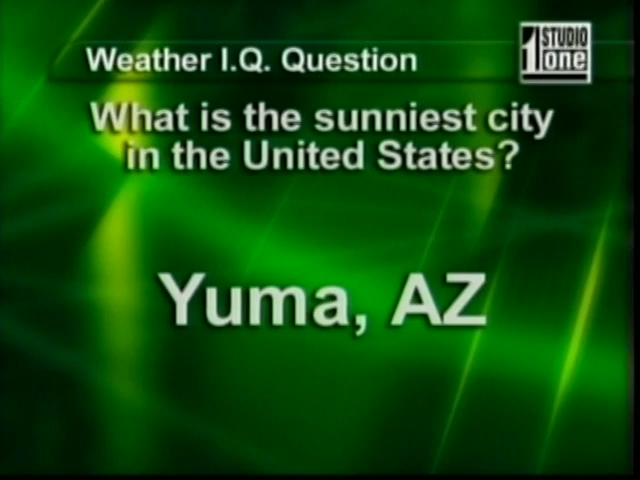 Weather I.Q. Question
1 STUDIO
one
What is the sunniest city
in the United States?
Yuma, AZ